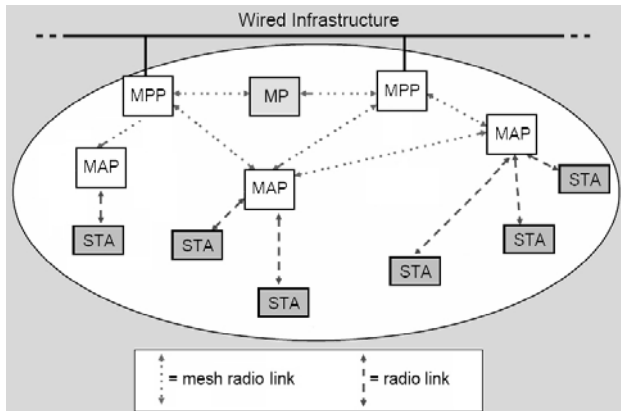 Wired Infrastructure
MPP
MP
MPP
MAP
MAP
MAP
STA
STA
STA
STA
STA
STA
= mesh radio link
= radio link